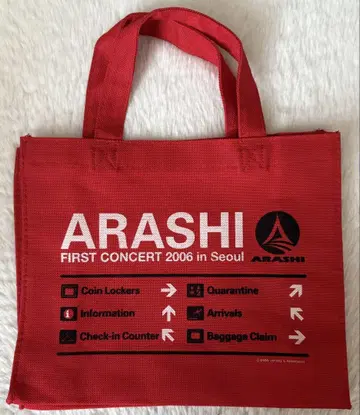 ARASHI
FIRST CONCERT 2006 in Seoul
ARASHI
Coin Lockers → Quarantine ↗
Information ↑ Arrivals ↖
Check-in Counter ↖ Baggage Claim →